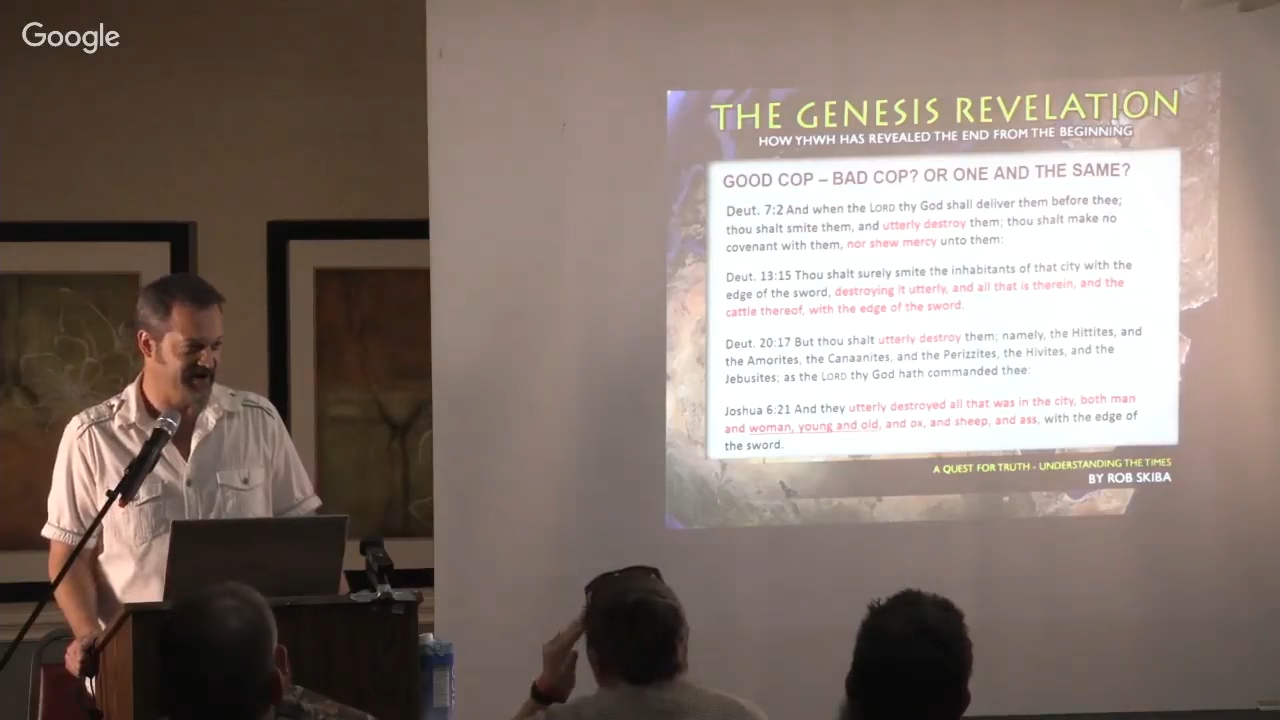 Google
THE GENESIS REVELATION
HOW YHWH HAS REVEALED THE END FROM THE BEGINNING
GOOD COP – BAD COP? OR ONE AND THE SAME?
Deut. 7:2 And when the LORD thy God shall deliver them before thee;
thou shalt smite them, and utterly destroy them; thou shalt make no
covenant with them, nor shew mercy unto them:
Deut. 13:15 Thou shalt surely smite the inhabitants of that city with the
edge of the sword, destroying it utterly, and all that is therein, and the
cattle thereof, with the edge of the sword.
Deut. 20:17 But thou shalt utterly destroy them; namely, the Hittites, and
the Amorites, the Canaanites, and the Perizzites, the Hivites, and the
Jebusites; as the LORD thy God hath commanded thee:
Joshua 6:21 And they utterly destroyed all that was in the city, both man
and woman, young and old, and ox, and sheep, and ass, with the edge of
the sword.
A QUEST FOR TRUTH - UNDERSTANDING THE TIMES
BY ROB SKIBA